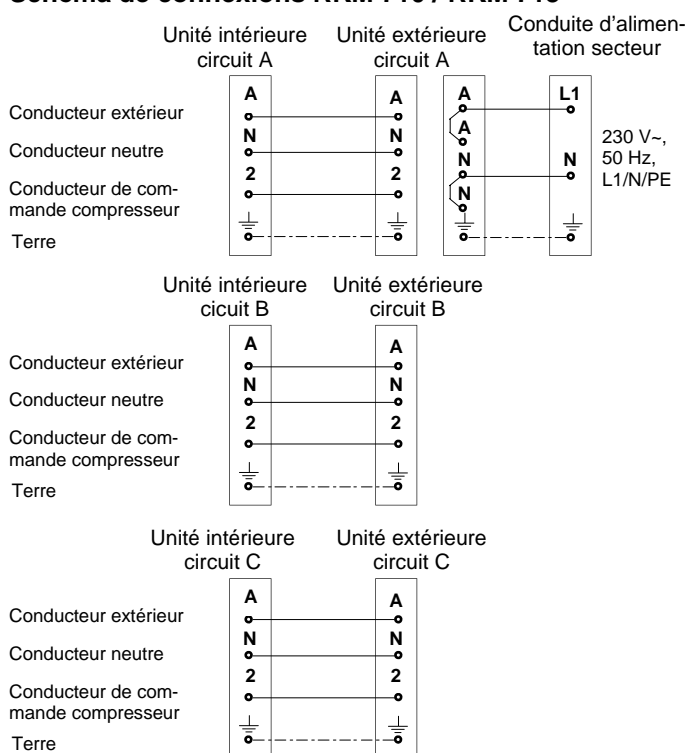 Unité intérieure circuit A
Unité extérieure circuit A
Conduite d’alimen-
tation secteur
A
A
A
L1
Conducteur extérieur
A
N
N
230 V~,
Conducteur neutre
N
N
50 Hz,
2
2
L1/N/PE
Conducteur de com-
N
mande compresseur
Terre
Unité intérieure
cicuit B
Unité extérieure
circuit B
A
A
Conducteur extérieur
N
N
Conducteur neutre
2
2
Conducteur de com-
mande compresseur
Terre
Unité intérieure
circuit C
Unité extérieure
circuit C
A
A
Conducteur extérieur
N
N
Conducteur neutre
2
2
Conducteur de com-
mande compresseur
Terre